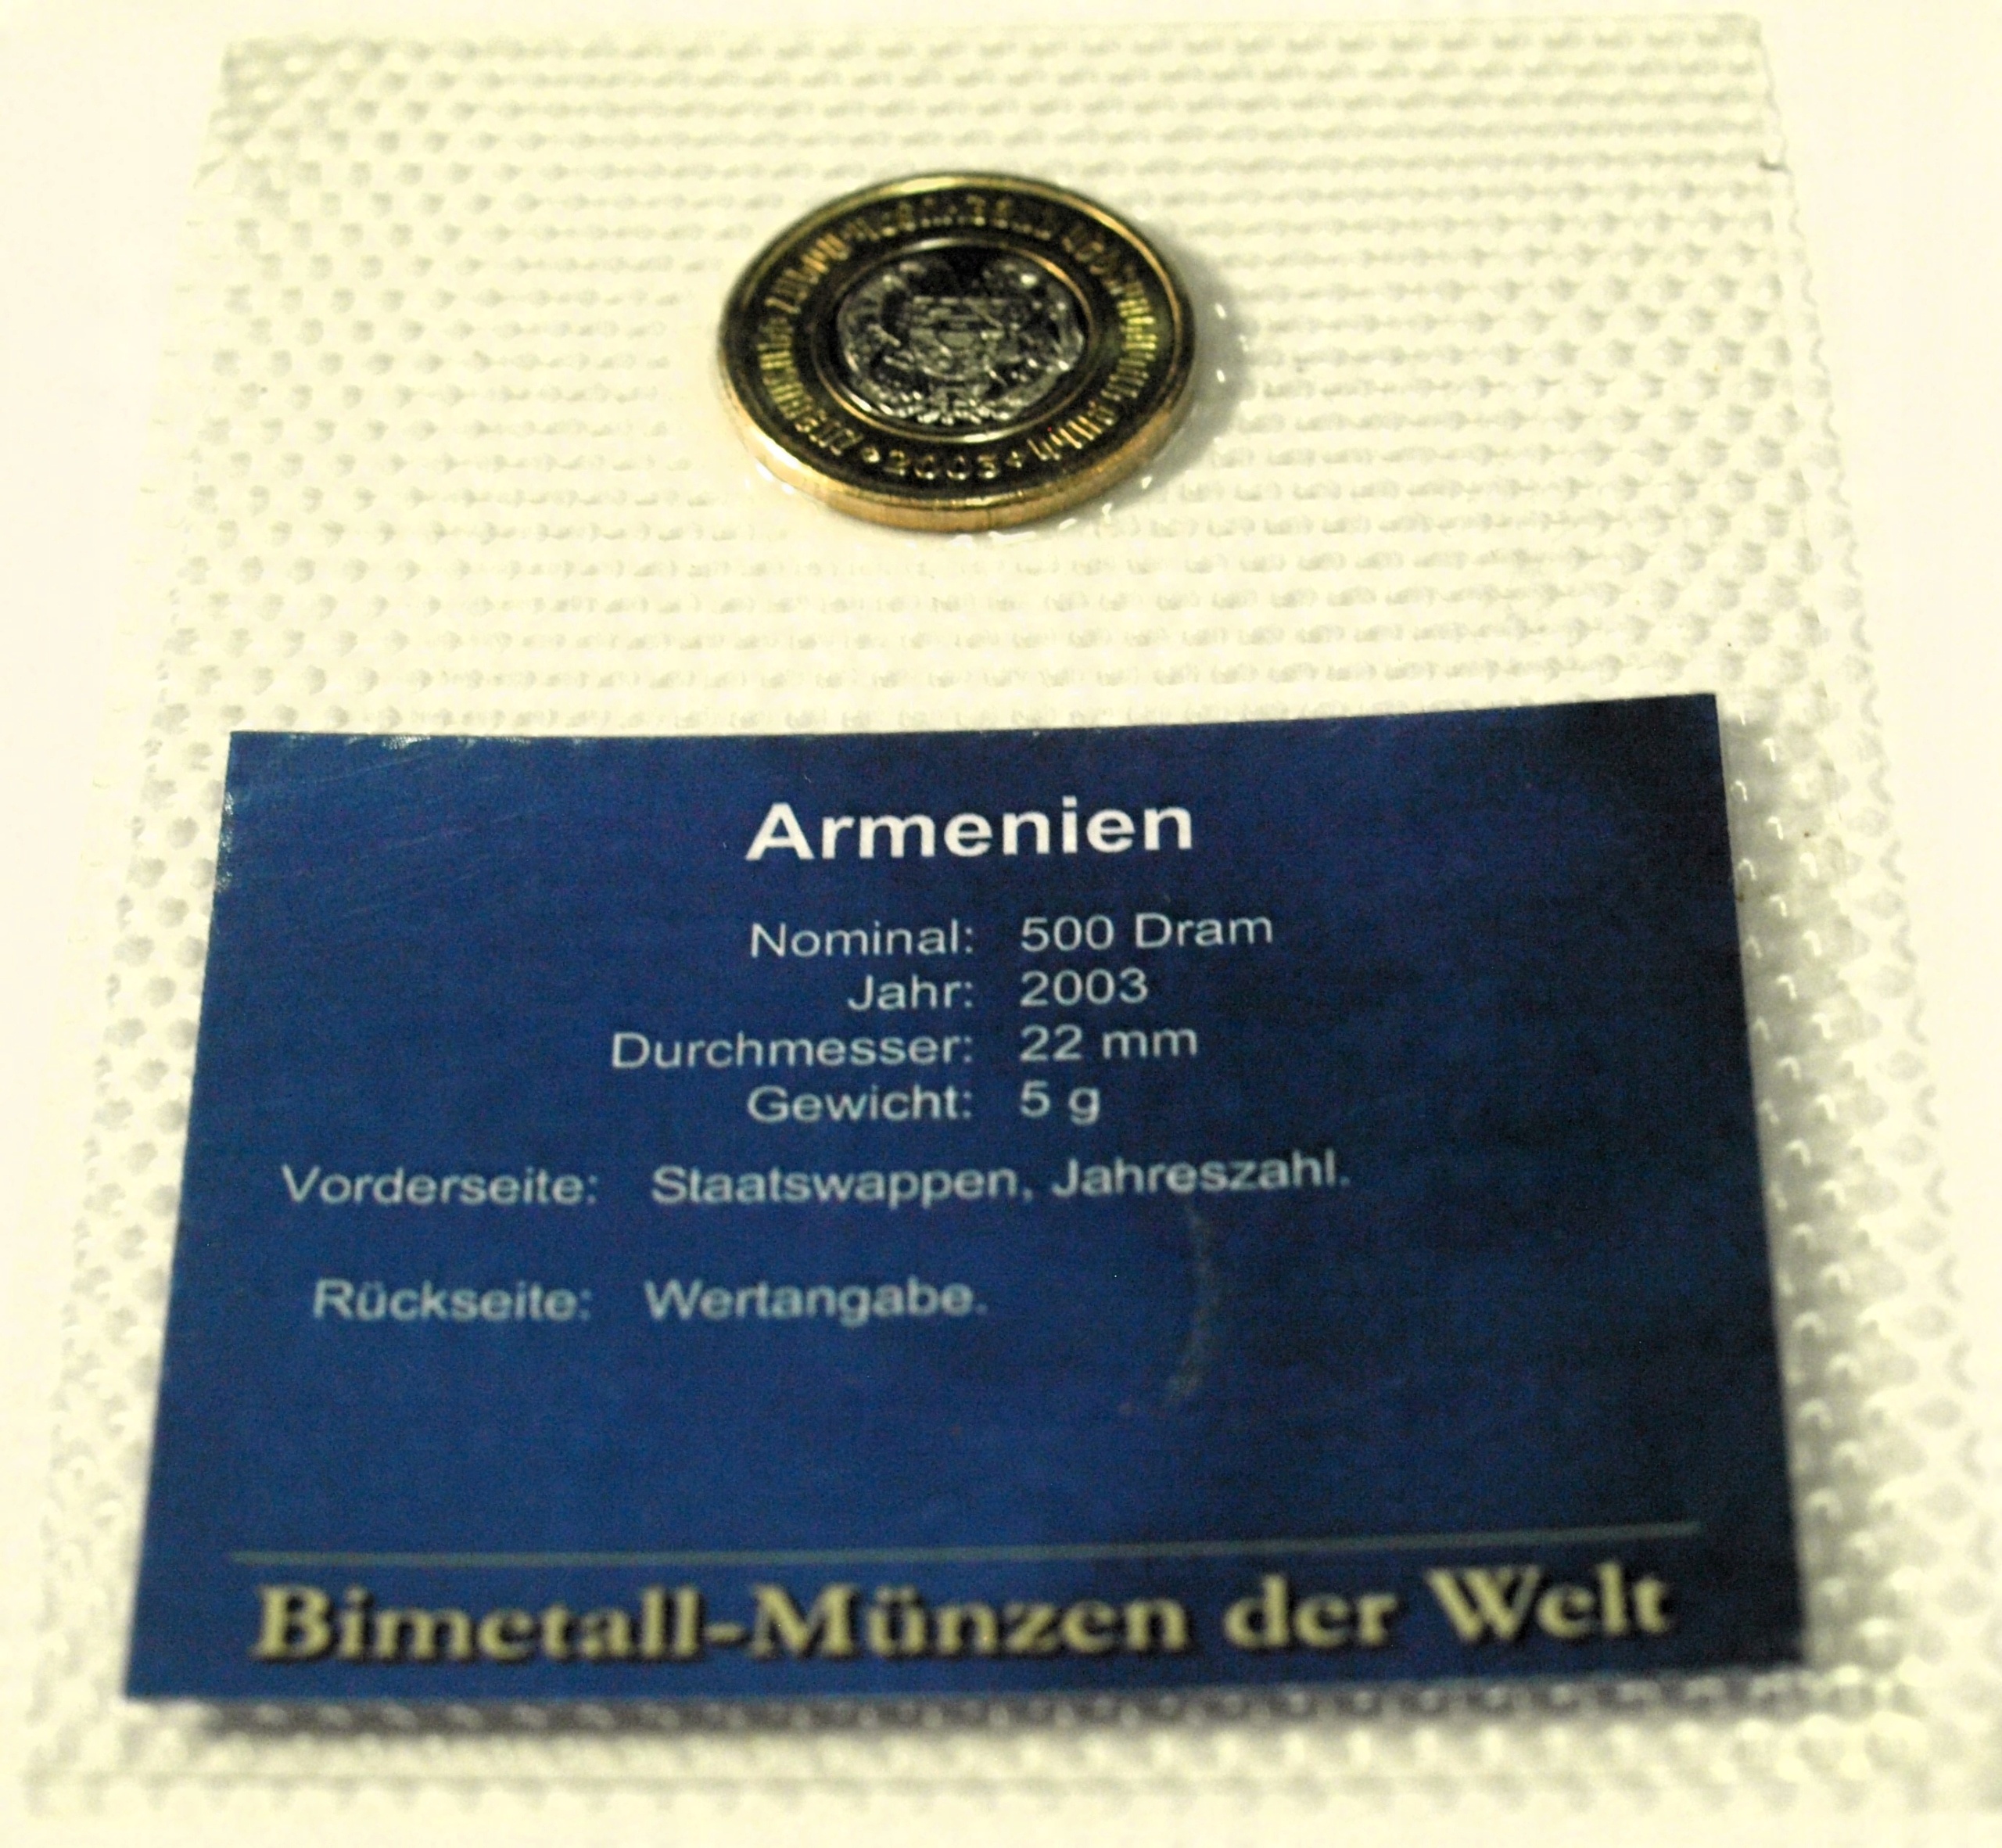 2003
Armenien
Nominal: 500 Dram
Jahr: 2003
Durchmesser: 22 mm
Gewicht: 5 g
Vorderseite: Staatswappen, Jahreszahl.
Rückseite: Wertangabe.
Bimetall-Münzen der Welt